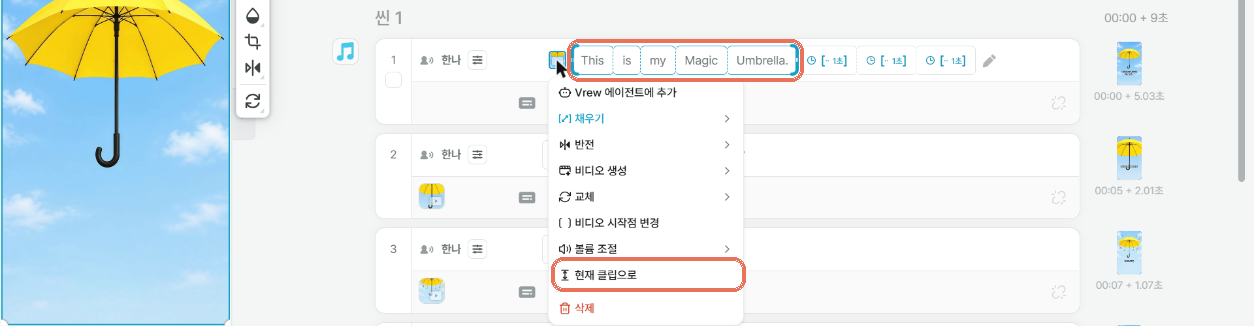 씬 1
00:00 + 9초
1 한나 This is my Magic Umbrella. [- 1초] [- 1초] [- 1초]
00:00 + 5.03초
Vrew 에이전트에 추가
채우기
반전
비디오 생성
교체
비디오 시작점 변경
볼륨 조절
현재 클립으로
삭제
2 한나
00:05 + 2.01초
3 한나
00:07 + 1.07초